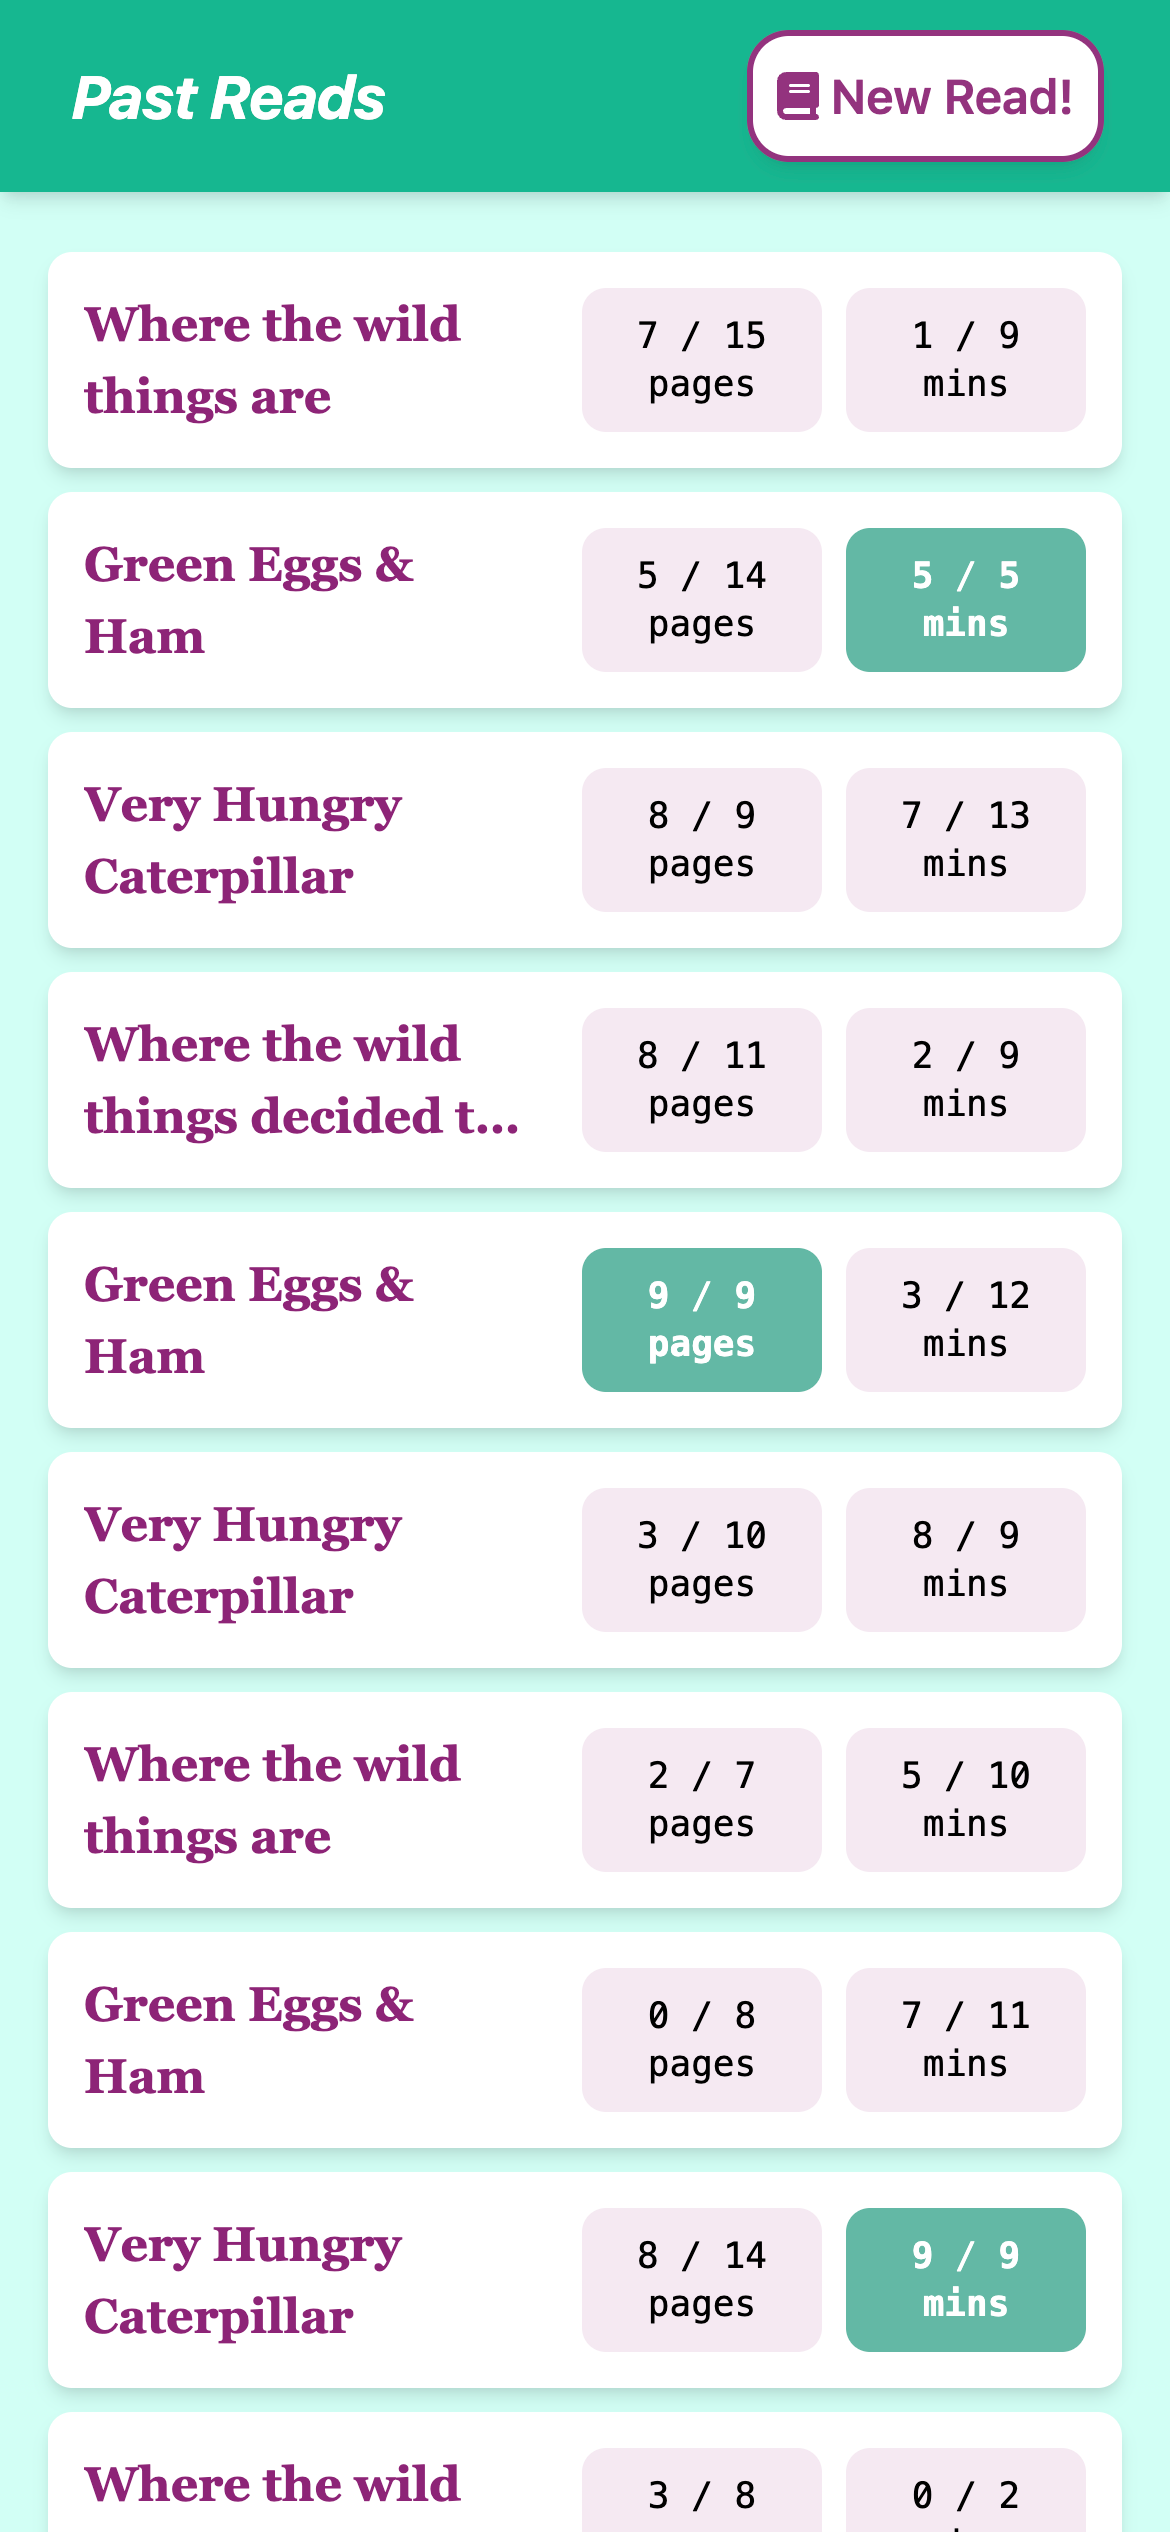 Past Reads
New Read!
Where the wild
things are
7 / 15
pages
1 / 9
mins
Green Eggs &
Ham
5 / 14
pages
5 / 5
mins
Very Hungry
Caterpillar
8 / 9
pages
7 / 13
mins
Where the wild
things decided t...
8 / 11
pages
2 / 9
mins
Green Eggs &
Ham
9 / 9
pages
3 / 12
mins
Very Hungry
Caterpillar
3 / 10
pages
8 / 9
mins
Where the wild
things are
2 / 7
pages
5 / 10
mins
Green Eggs &
Ham
0 / 8
pages
7 / 11
mins
Very Hungry
Caterpillar
8 / 14
pages
9 / 9
mins
Where the wild
3 / 8
0 / 2